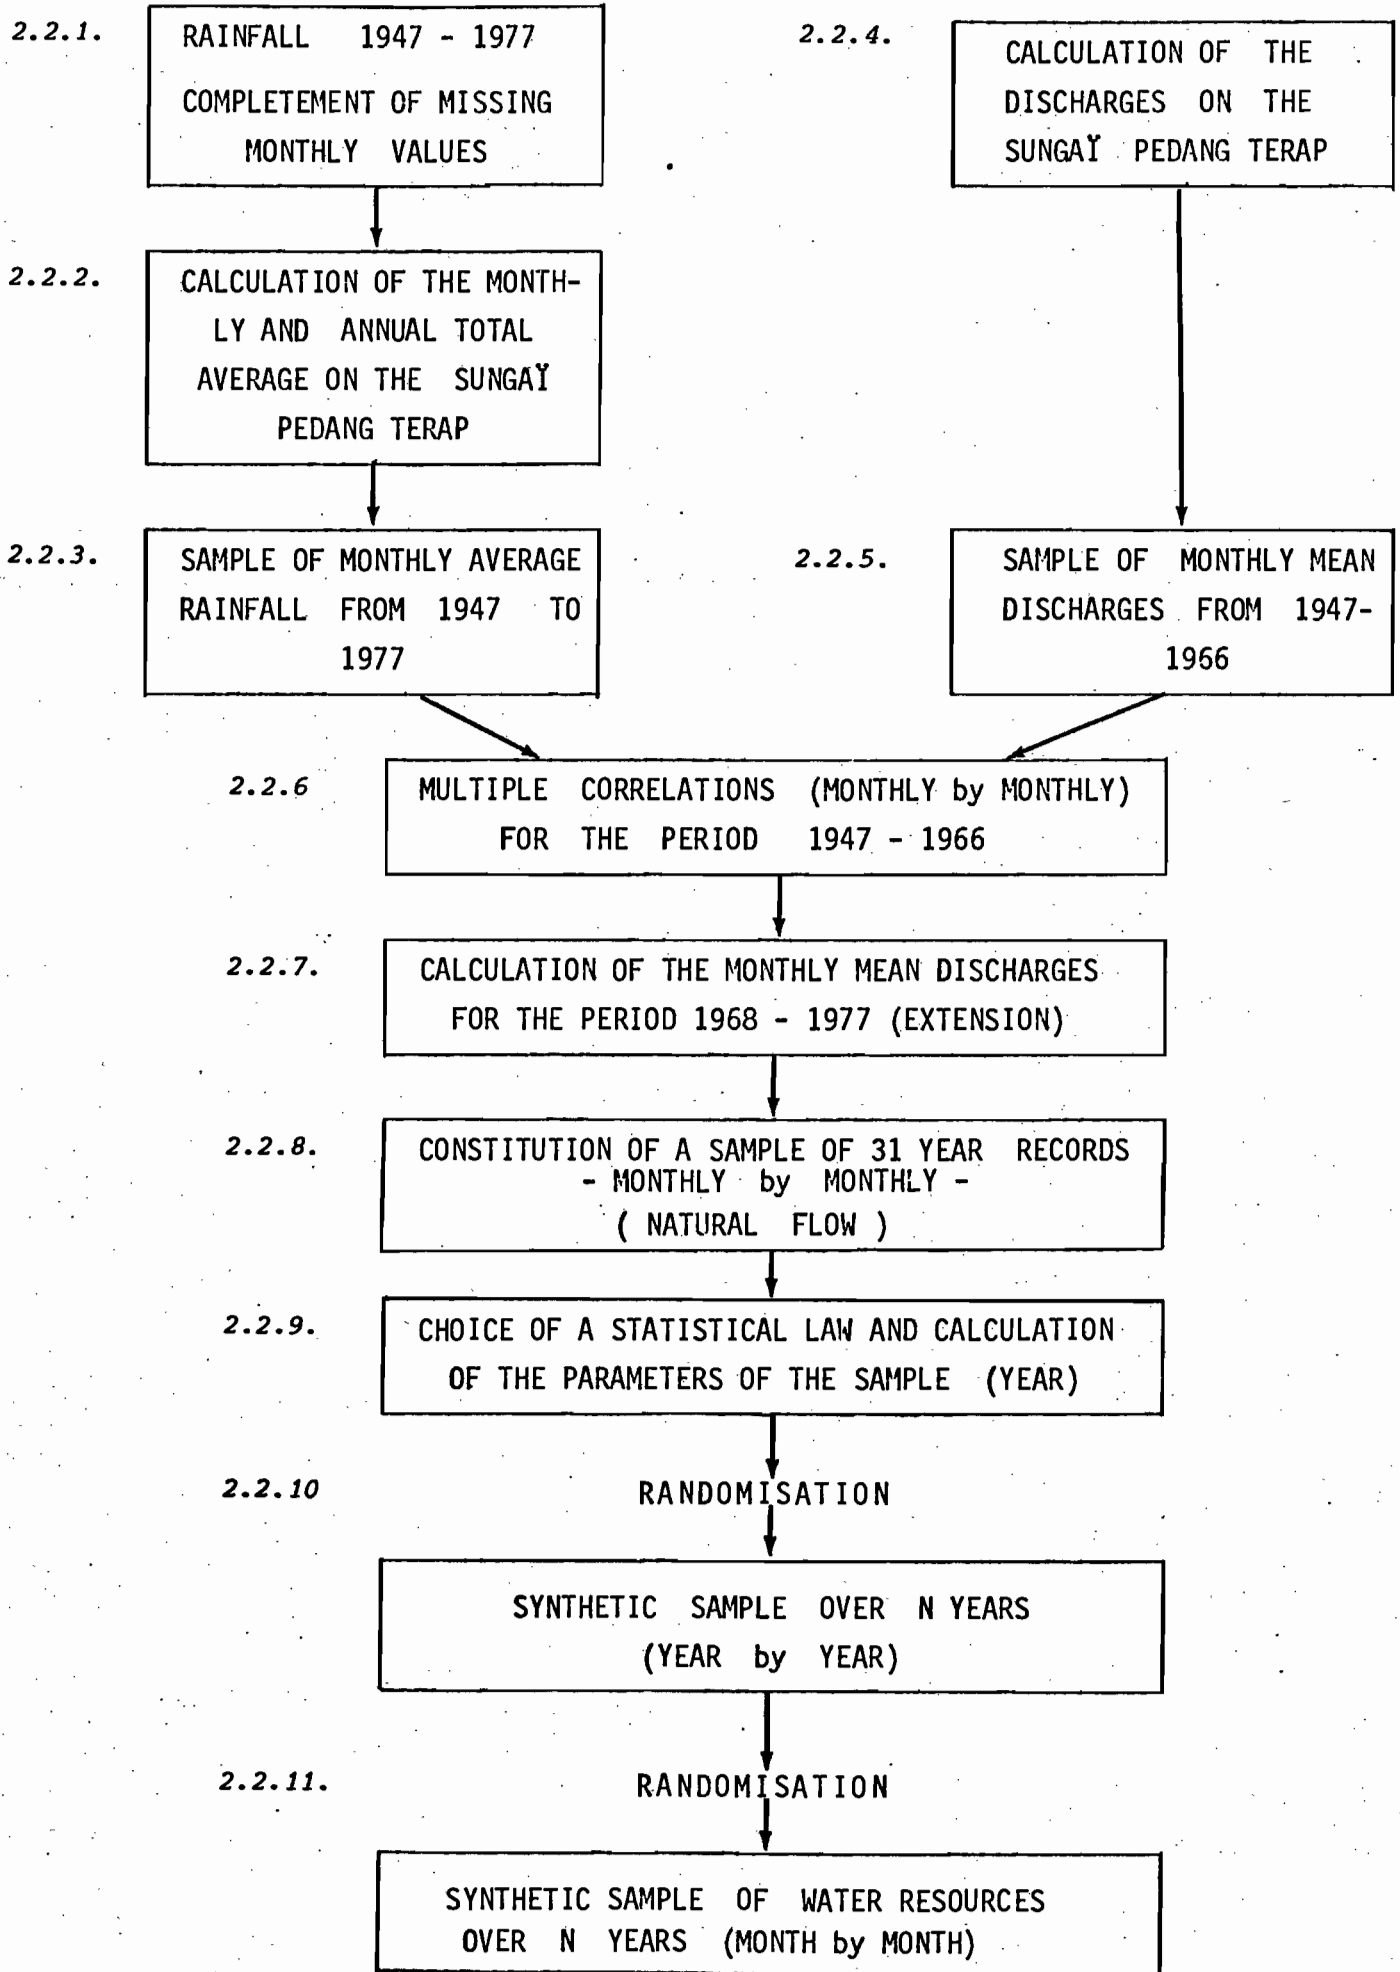 2.2.1.
RAINFALL 1947 - 1977
COMPLETEMENT OF MISSING
MONTHLY VALUES
2.2.4.
CALCULATION OF THE
DISCHARGES ON THE
SUNGAÏ PEDANG TERAP
2.2.2.
CALCULATION OF THE MONTH-
LY AND ANNUAL TOTAL
AVERAGE ON THE SUNGAÏ
PEDANG TERAP
2.2.3.
SAMPLE OF MONTHLY AVERAGE
RAINFALL FROM 1947 TO
1977
2.2.5.
SAMPLE OF MONTHLY MEAN
DISCHARGES FROM 1947-
1966
2.2.6
MULTIPLE CORRELATIONS (MONTHLY by MONTHLY)
FOR THE PERIOD 1947 - 1966
2.2.7.
CALCULATION OF THE MONTHLY MEAN DISCHARGES
FOR THE PERIOD 1968 - 1977 (EXTENSION)
2.2.8.
CONSTITUTION OF A SAMPLE OF 31 YEAR RECORDS
- MONTHLY by MONTHLY -
( NATURAL FLOW )
2.2.9.
CHOICE OF A STATISTICAL LAW AND CALCULATION
OF THE PARAMETERS OF THE SAMPLE (YEAR)
2.2.10
RANDOMISATION
SYNTHETIC SAMPLE OVER N YEARS
(YEAR by YEAR)
2.2.11.
RANDOMISATION
SYNTHETIC SAMPLE OF WATER RESOURCES
OVER N YEARS (MONTH by MONTH)